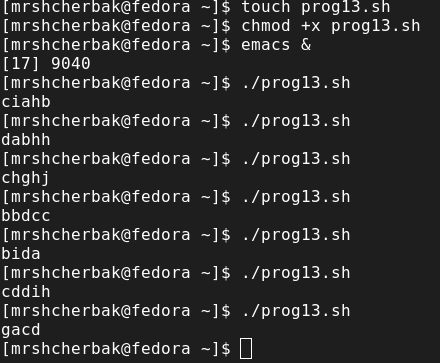 [mrshcherbak@fedora ~]$ touch prog13.sh
[mrshcherbak@fedora ~]$ chmod +x prog13.sh
[mrshcherbak@fedora ~]$ emacs &
[17] 9040
[mrshcherbak@fedora ~]$ ./prog13.sh
ciahb
[mrshcherbak@fedora ~]$ ./prog13.sh
dabhh
[mrshcherbak@fedora ~]$ ./prog13.sh
chghj
[mrshcherbak@fedora ~]$ ./prog13.sh
bbdcc
[mrshcherbak@fedora ~]$ ./prog13.sh
bida
[mrshcherbak@fedora ~]$ ./prog13.sh
cddih
[mrshcherbak@fedora ~]$ ./prog13.sh
gacd
[mrshcherbak@fedora ~]$